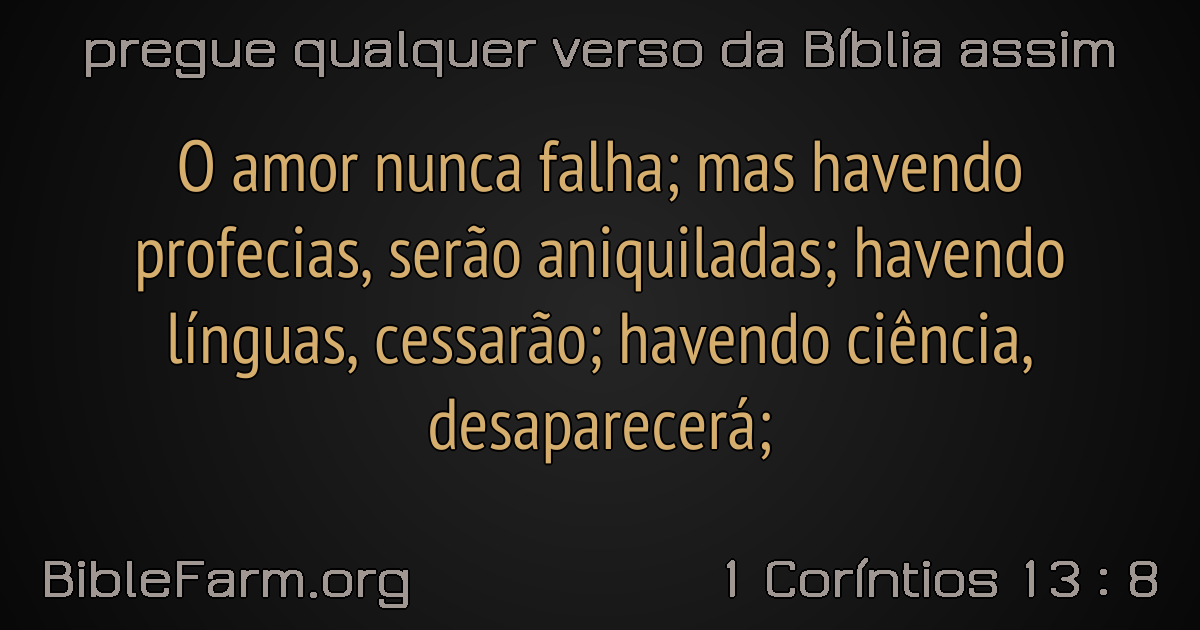 pregue qualquer verso da Bíblia assim
O amor nunca falha; mas havendo
profecias, serão aniquiladas; havendo
línguas, cessarão; havendo ciência,
desaparecerá;
BibleFarm.org
1 Coríntios 13 : 8